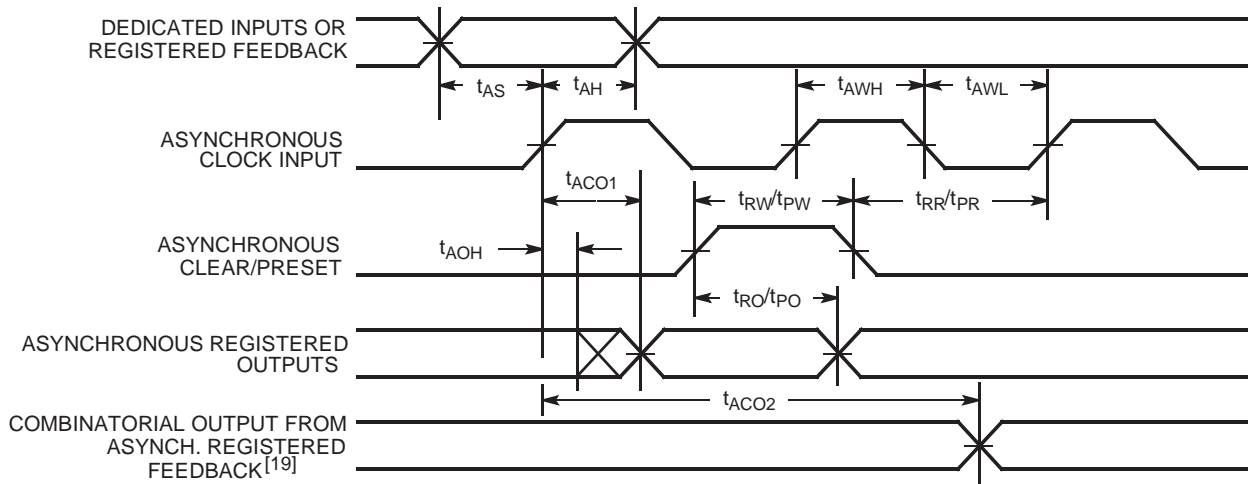 DEDICATED INPUTS OR
REGISTERED FEEDBACK
tAS
tAH
tAWH
tAWL
ASYNCHRONOUS
CLOCK INPUT
tACO1
tRW/tPW
tRR/tPR
ASYNCHRONOUS
CLEAR/PRESET
tAOH
tRO/tPO
ASYNCHRONOUS REGISTERED
OUTPUTS
tACO2
COMBINATORIAL OUTPUT FROM
ASYNCH. REGISTERED
FEEDBACK[19]